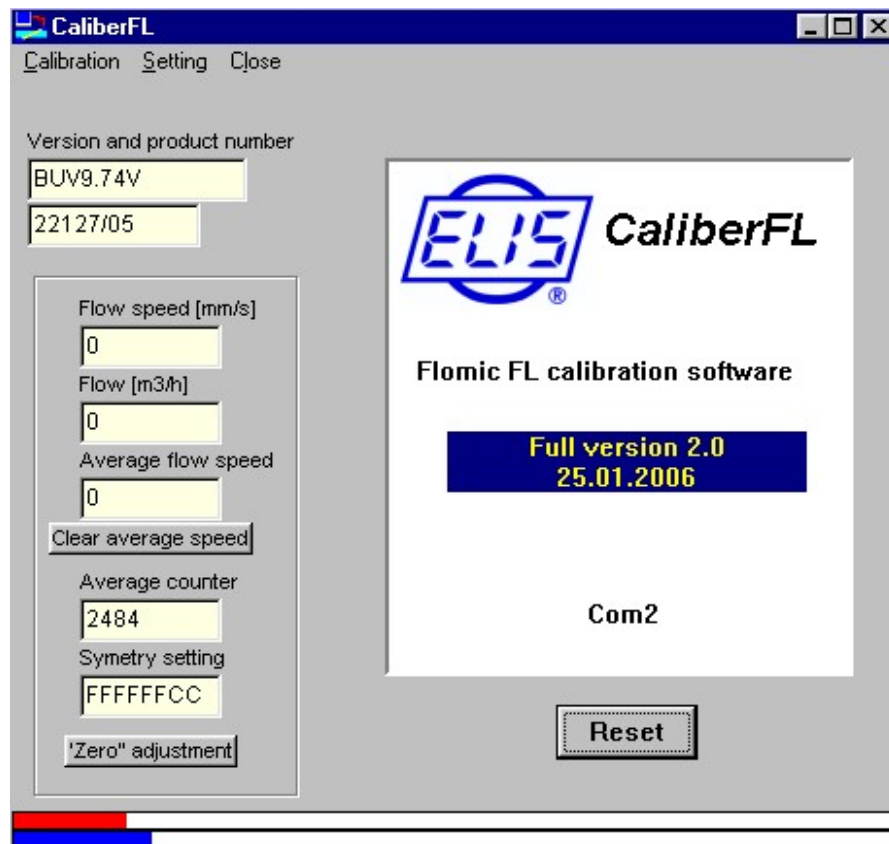 CaliberFL
Calibration Setting Close
Version and product number
BUV9.74V
22127/05
Flow speed [mm/s]
0
Flow [m3/h]
0
Average flow speed
0
Clear average speed
Average counter
2484
Symetry setting
FFFFFFCC
'Zero" adjustment
ELIS ®
CaliberFL
Flomic FL calibration software
Full version 2.0
25.01.2006
Com2
Reset